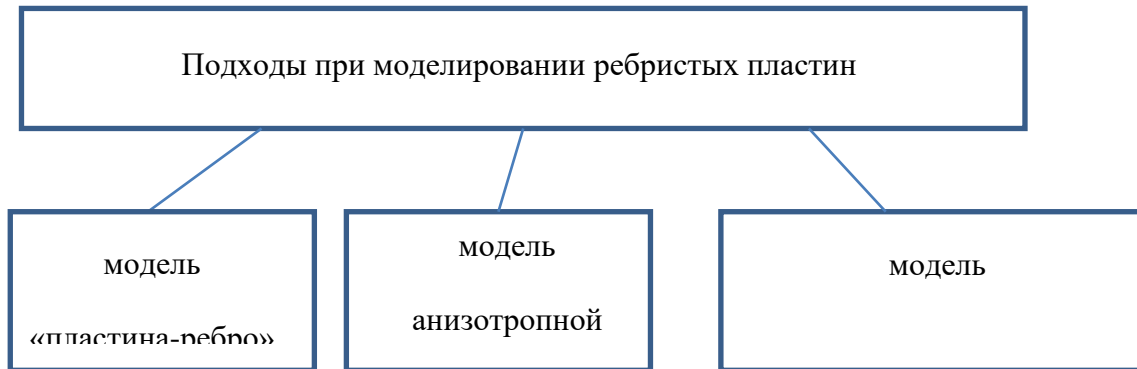 Подходы при моделировании ребристых пластин
модель
«пластина-ребро»
модель
анизотропной
модель